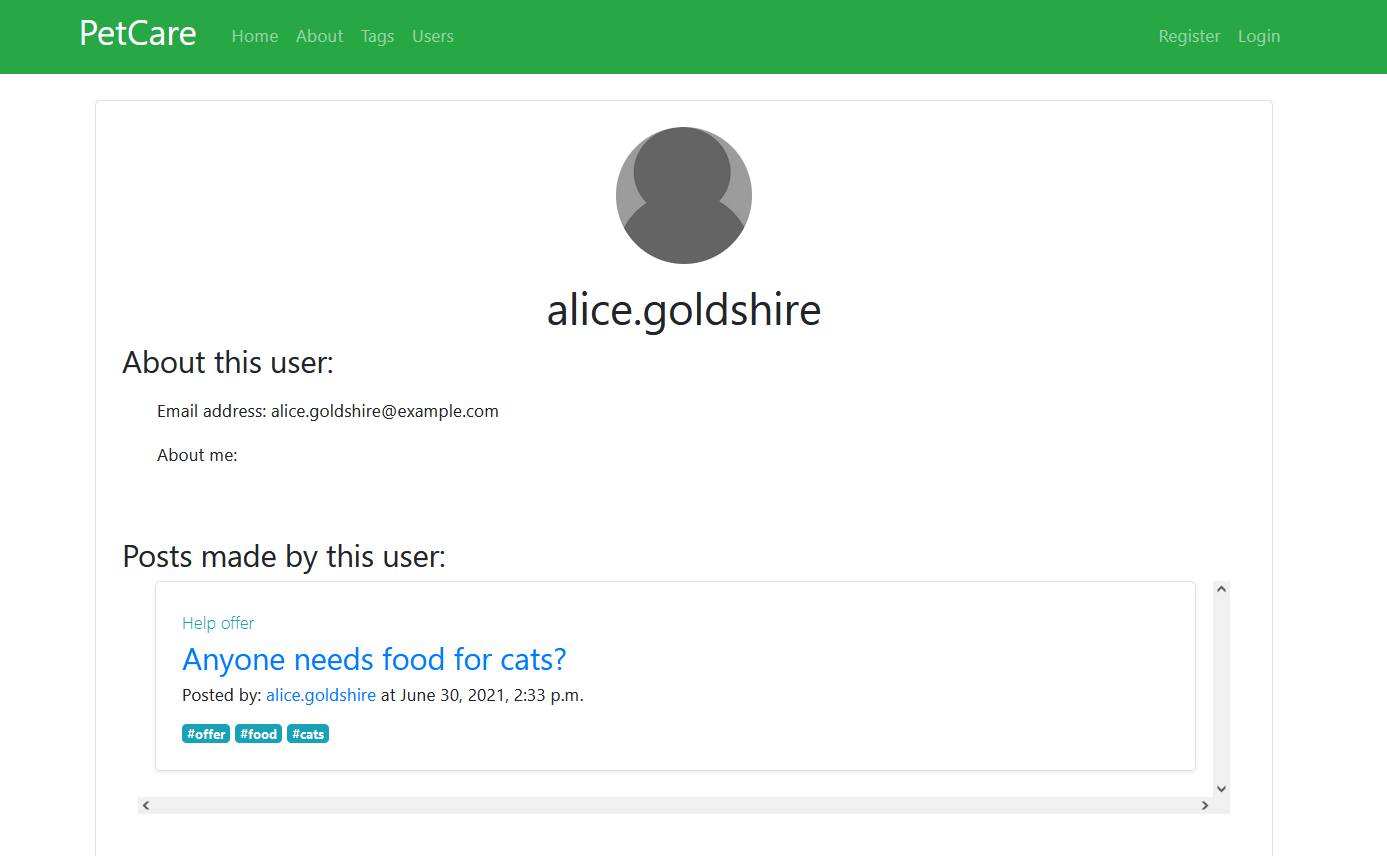 PetCare Home About Tags Users Register Login
alice.goldshire
About this user:
Email address: alice.goldshire@example.com
About me:
Posts made by this user:
Help offer
Anyone needs food for cats?
Posted by: alice.goldshire at June 30, 2021, 2:33 p.m.
#offer #food #cats